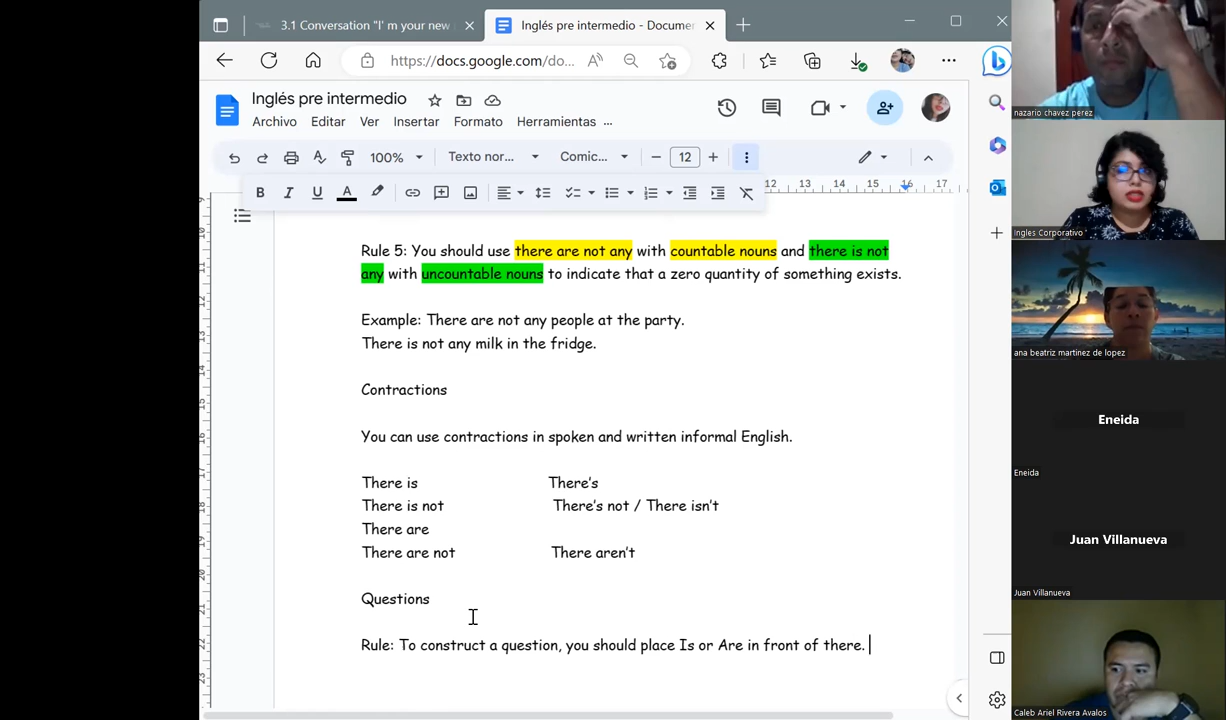 3.1 Conversation "I' m your new
Inglés pre intermedio - Documen
https://docs.google.com/do...
Inglés pre intermedio
Archivo Editar Ver Insertar Formato Herramientas ...
100% Texto nor... Comic... 12
12 13 14 15 16 17
Rule 5: You should use there are not any with countable nouns and there is not
any with uncountable nouns to indicate that a zero quantity of something exists.
Example: There are not any people at the party.
There is not any milk in the fridge.
Contractions
You can use contractions in spoken and written informal English.
There is There's
There is not There's not / There isn't
There are
There are not There aren't
Questions
Rule: To construct a question, you should place Is or Are in front of there.
nazario chavez perez
Ingles Corporativo
ana beatriz martinez de lopez
Eneida
Eneida
Juan Villanueva
Juan Villanueva
Caleb Ariel Rivera Avalos